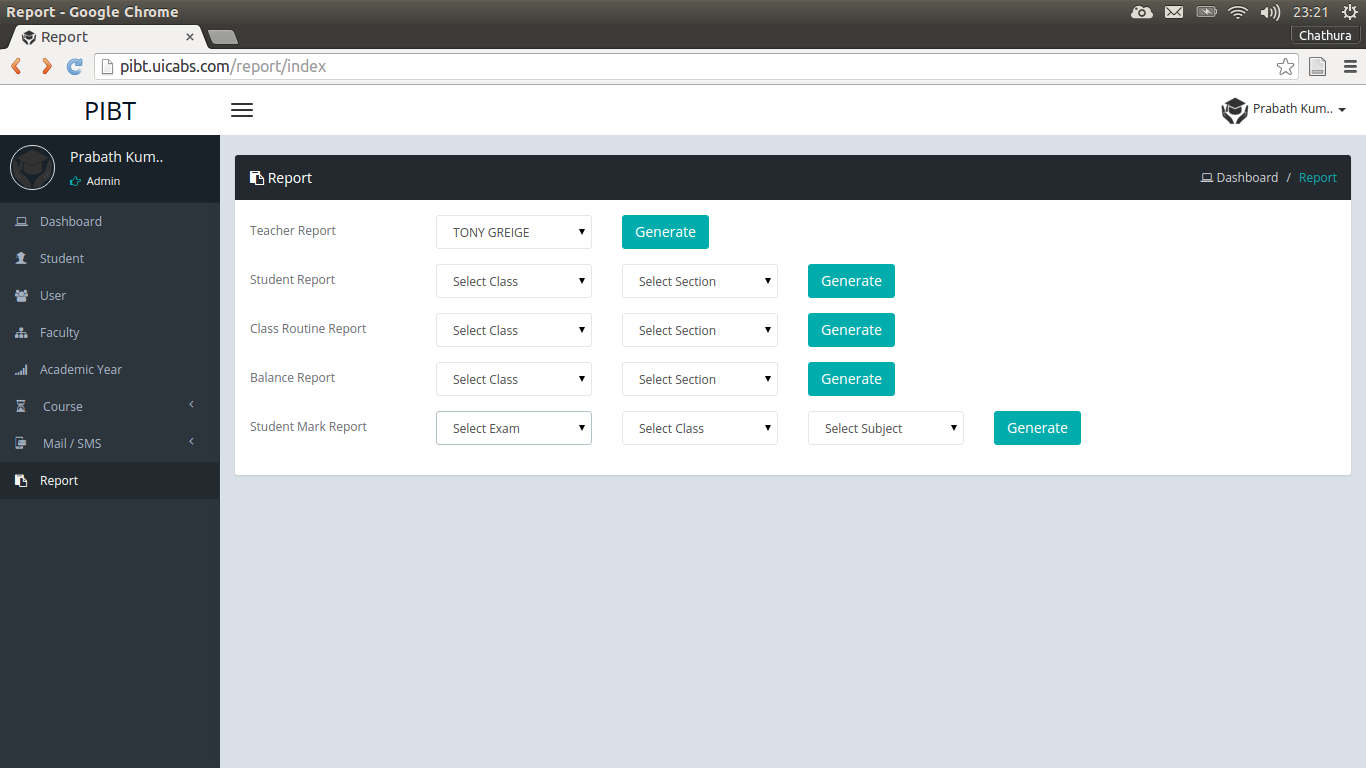 Report - Google Chrome
23:21
Report
×
Chathura
pibt.uicabs.com/report/index
PIBT
Prabath Kum..
Prabath Kum..
Admin
Dashboard
Student
User
Faculty
Academic Year
Course
Mail / SMS
Report
Report
Dashboard / Report
Teacher Report TONY GREIGE Generate
Student Report Select Class Select Section Generate
Class Routine Report Select Class Select Section Generate
Balance Report Select Class Select Section Generate
Student Mark Report Select Exam Select Class Select Subject Generate